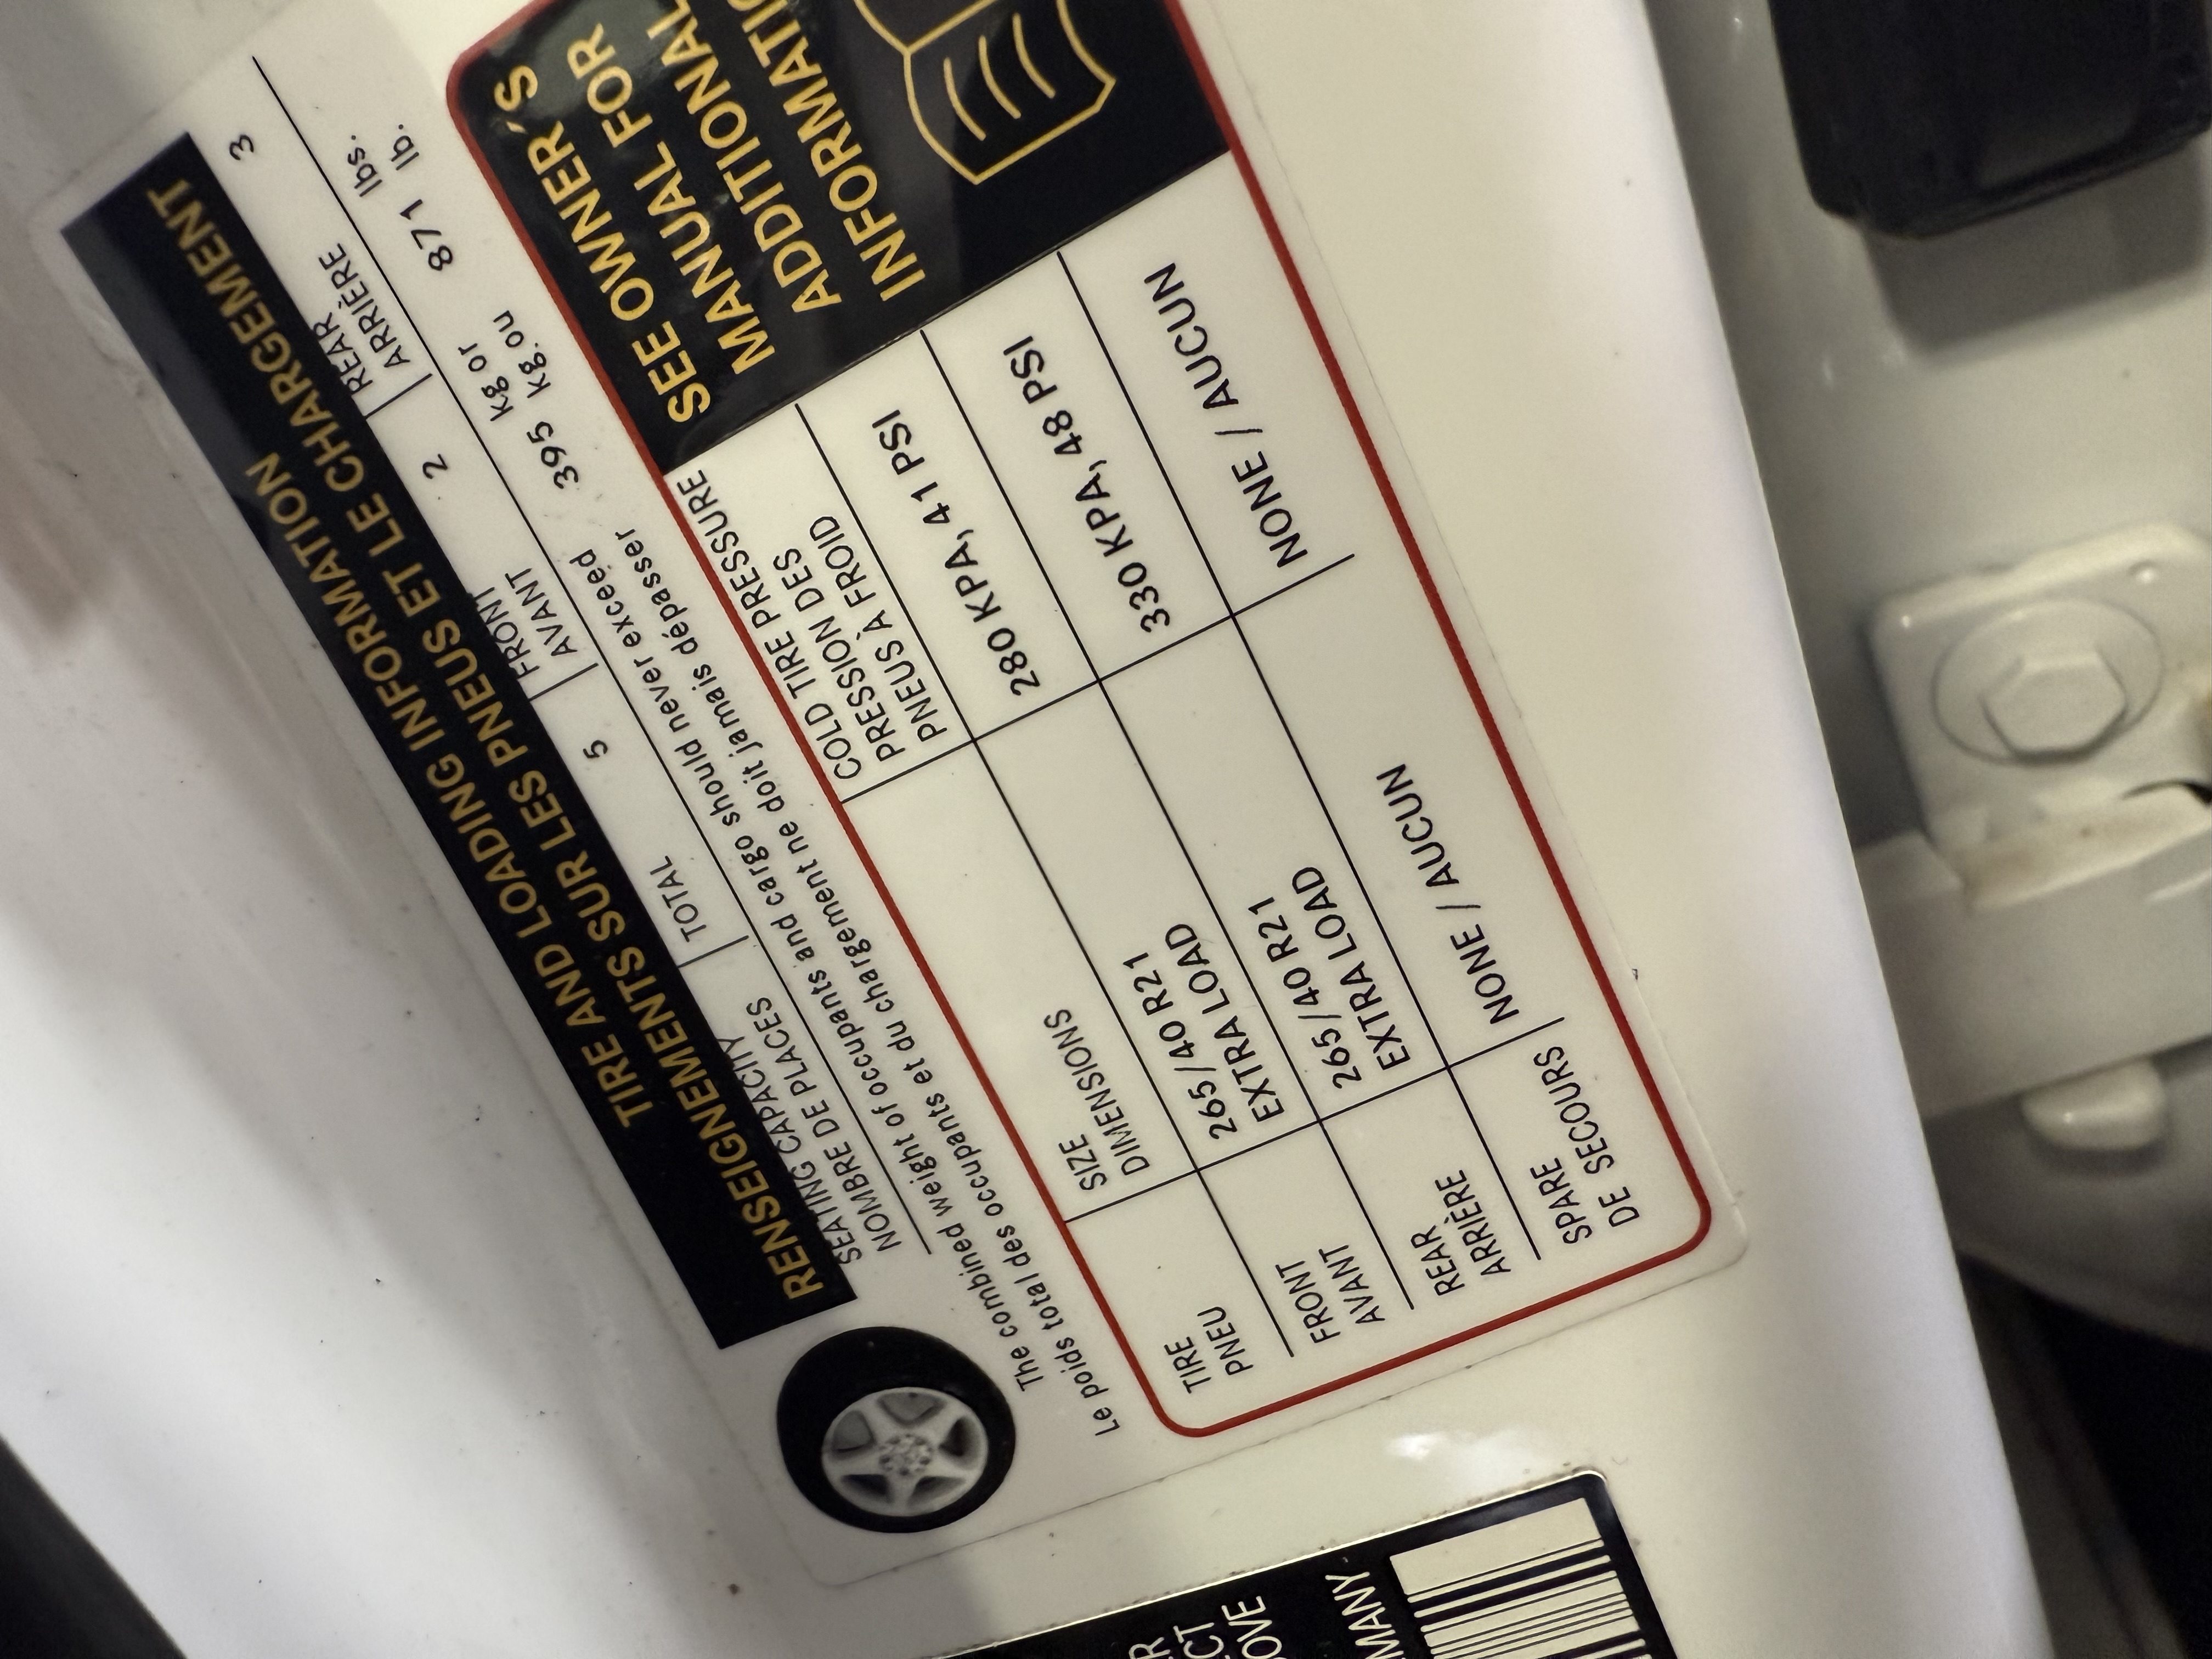 TIRE AND LOADING INFORMATION
RENSEIGNEMENTS SUR LES PNEUS ET LE CHARGEMENT
SEATING CAPACITY
NOMBRE DE PLACES
TOTAL
5
FRONT
AVANT
2
REAR
ARRIÈRE
3
The combined weight of occupants and cargo should never exceed 395 kg or 871 lbs.
Le poids total des occupants et du chargement ne doit jamais dépasser kg. ou lb.
TIRE
PNEU
SIZE
DIMENSIONS
COLD TIRE PRESSURE
PRESSION DES
PNEUS À FROID
FRONT
AVANT
265/40 R21
EXTRA LOAD
280 KPA, 41 PSI
REAR
ARRIÈRE
265/40 R21
EXTRA LOAD
330 KPA, 48 PSI
SPARE
DE SECOURS
NONE / AUCUN
NONE / AUCUN
SEE OWNER'S
MANUAL FOR
ADDITIONAL